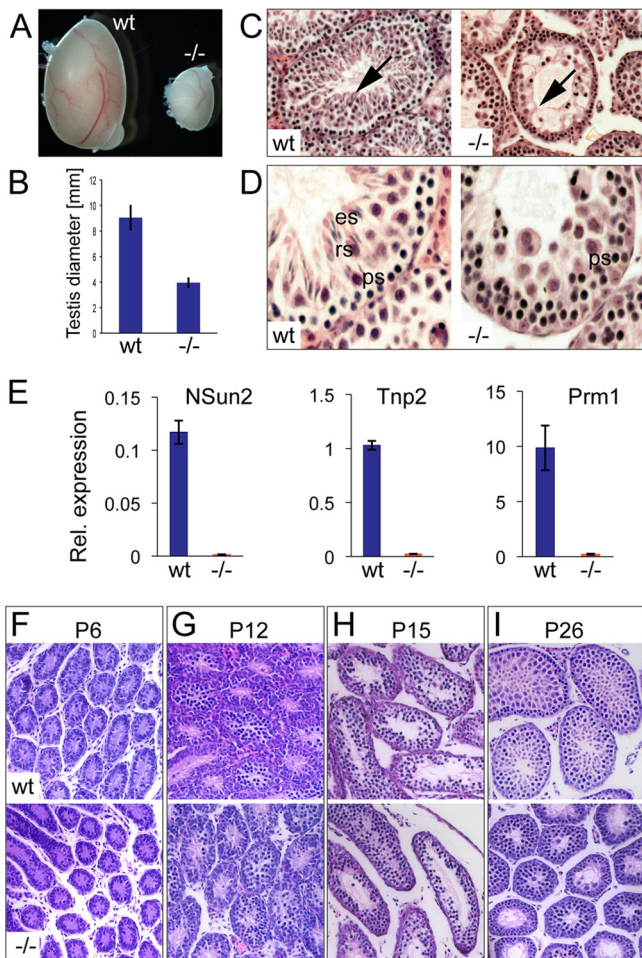 A
wt
-/-
B
Testis diameter [mm]
12
10
8
6
4
2
0
wt
-/-
C
wt
-/-
D
es
rs
ps
wt
ps
-/-
E
Rel. expression
NSun2
0.15
0.1
0.05
0
wt
-/-
Tnp2
1.5
1
0.5
0
wt
-/-
Prm1
15
10
5
0
wt
-/-
F
P6
G
P12
H
P15
I
P26
wt
-/-